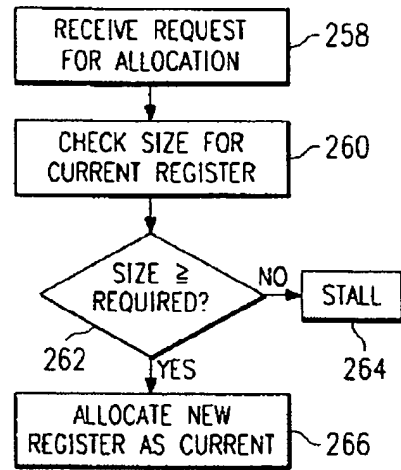 RECEIVE REQUEST
FOR ALLOCATION
258
CHECK SIZE FOR
CURRENT REGISTER
260
SIZE ≧
REQUIRED?
NO
STALL
262
264
YES
ALLOCATE NEW
REGISTER AS CURRENT
266